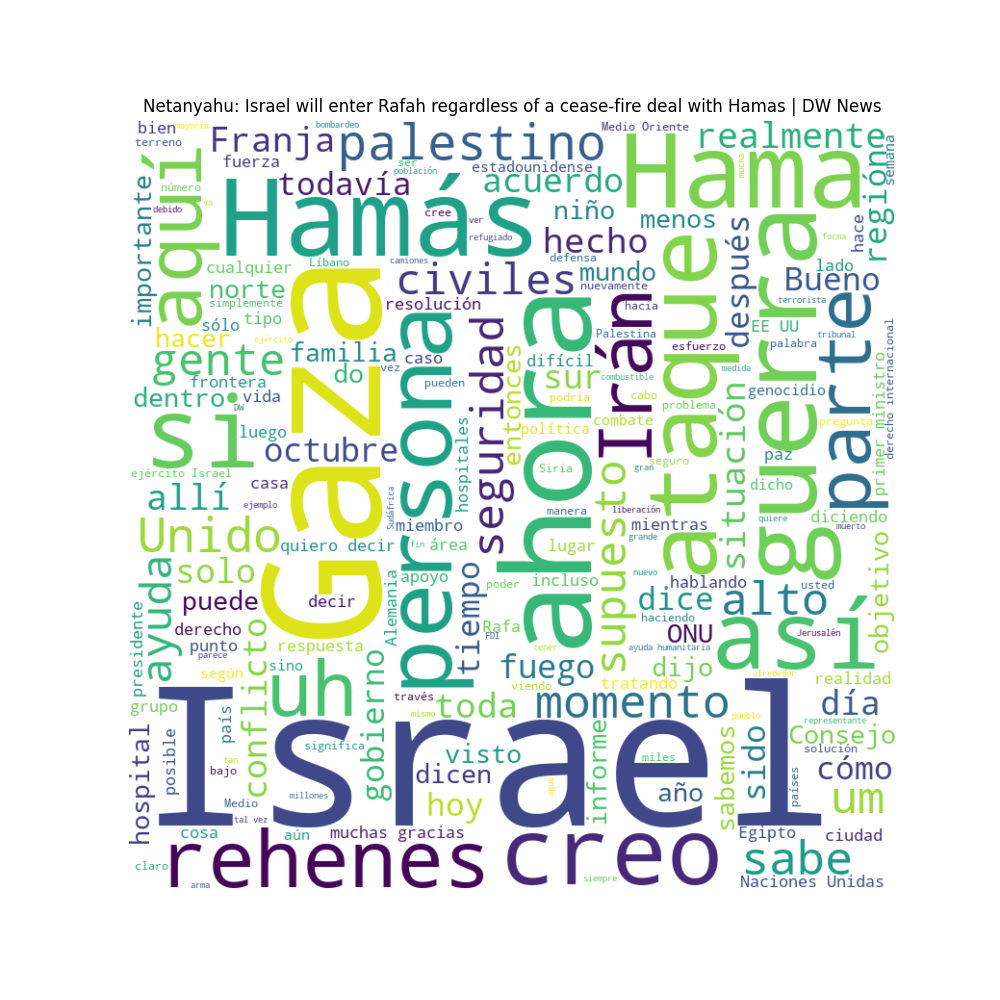 Netanyahu: Israel will enter Rafah regardless of a cease-fire deal with Hamas | DW News
bien
mayoría
terreno
Franja
bombardeo
palestino
Medio Oriente
realmente
semana
fuerza
ser
población
estadounidense
Hama
mucha
región
importante
aquí
número
va
debido
todavía
Hamás
cree
ver
refugiado
acuerdo
niño
menos
hecho
defensa
después
hace
forma
guerra
cualquier
Líbano
camiones
norte
simplemente
civiles
mundo
nuevamente
ataque
lado
Bueno
terrorista
sólo
tipo
Gaza
resolución
persona
seguridad
ahora
hacia
Irán
Palestina
esfuerzo
EE UU
palabra
tribunal
parte
derecho internacional
hacer
ejército
gente
familia
do
caso
vez
pueden
entonces
difícil
sur
combustible
podría
cabo
problema
medida
frontera
dentro
vida
DW
si
luego
octubre
hospitales
política
combate
genocidio
pregunta
primer ministro
situación
paz
ejército Israel
casa
ejemplo
Siria
gran
seguro
dicho
allí
Sudáfrica
manera
liberación
supuesto
grande
mientras
quiere
muerto
diciendo
Unido
quiero decir
miembro
fin
área
lugar
objetivo
ayuda
solo
puede
decir
Alemania
apoyo
tiempo
poder
incluso
nuevo
hablando
usted
dice
alto
haciendo
derecho
punto
parece
conflicto
respuesta
Rafa
FDI
tener
ONU
ayuda humanitaria
así
Jerusalén
presidente
según
sino
uh
gobierno
fuego
viendo
dijo
tratando
alrededor
realidad
grupo
país
través
mismo
toda
momento
pueblo
día
representante
hospital
posible
tan
bajo
significa
Israel
visto
dicen
informe
miles
sabemos
sido
Consejo
solución
países
cómo
Medio
tal vez
millones
hoy
agua
año
um
cosa
aún
muchas gracias
Egipto
ciudad
claro
rehenes
arma
creo
siempre
sabe
Naciones Unidas